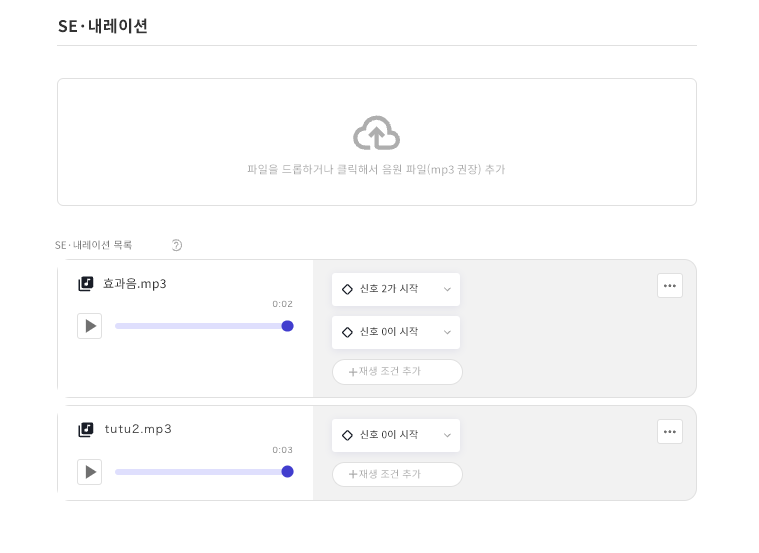 SE·내레이션
파일을 드롭하거나 클릭해서 음원 파일(mp3 권장) 추가
SE·내레이션 목록 ?
효과음.mp3
0:02
신호 2가 시작
신호 0이 시작
+재생 조건 추가
tutu2.mp3
0:03
신호 0이 시작
+재생 조건 추가